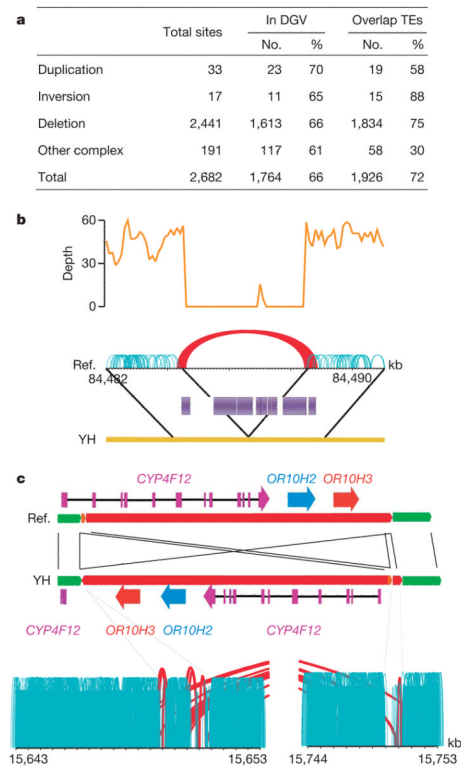 a
Total sites In DGV Overlap TEs
No. % No. %
Duplication 33 23 70 19 58
Inversion 17 11 65 15 88
Deletion 2,441 1,613 66 1,834 75
Other complex 191 117 61 58 30
Total 2,682 1,764 66 1,926 72
b
60
30
0
Depth
Ref. kb
84,482 84,490
YH
c
CYP4F12 OR10H2 OR10H3
Ref.
YH
CYP4F12 OR10H3 OR10H2 CYP4F12
kb
15,643 15,653 15,744 15,753